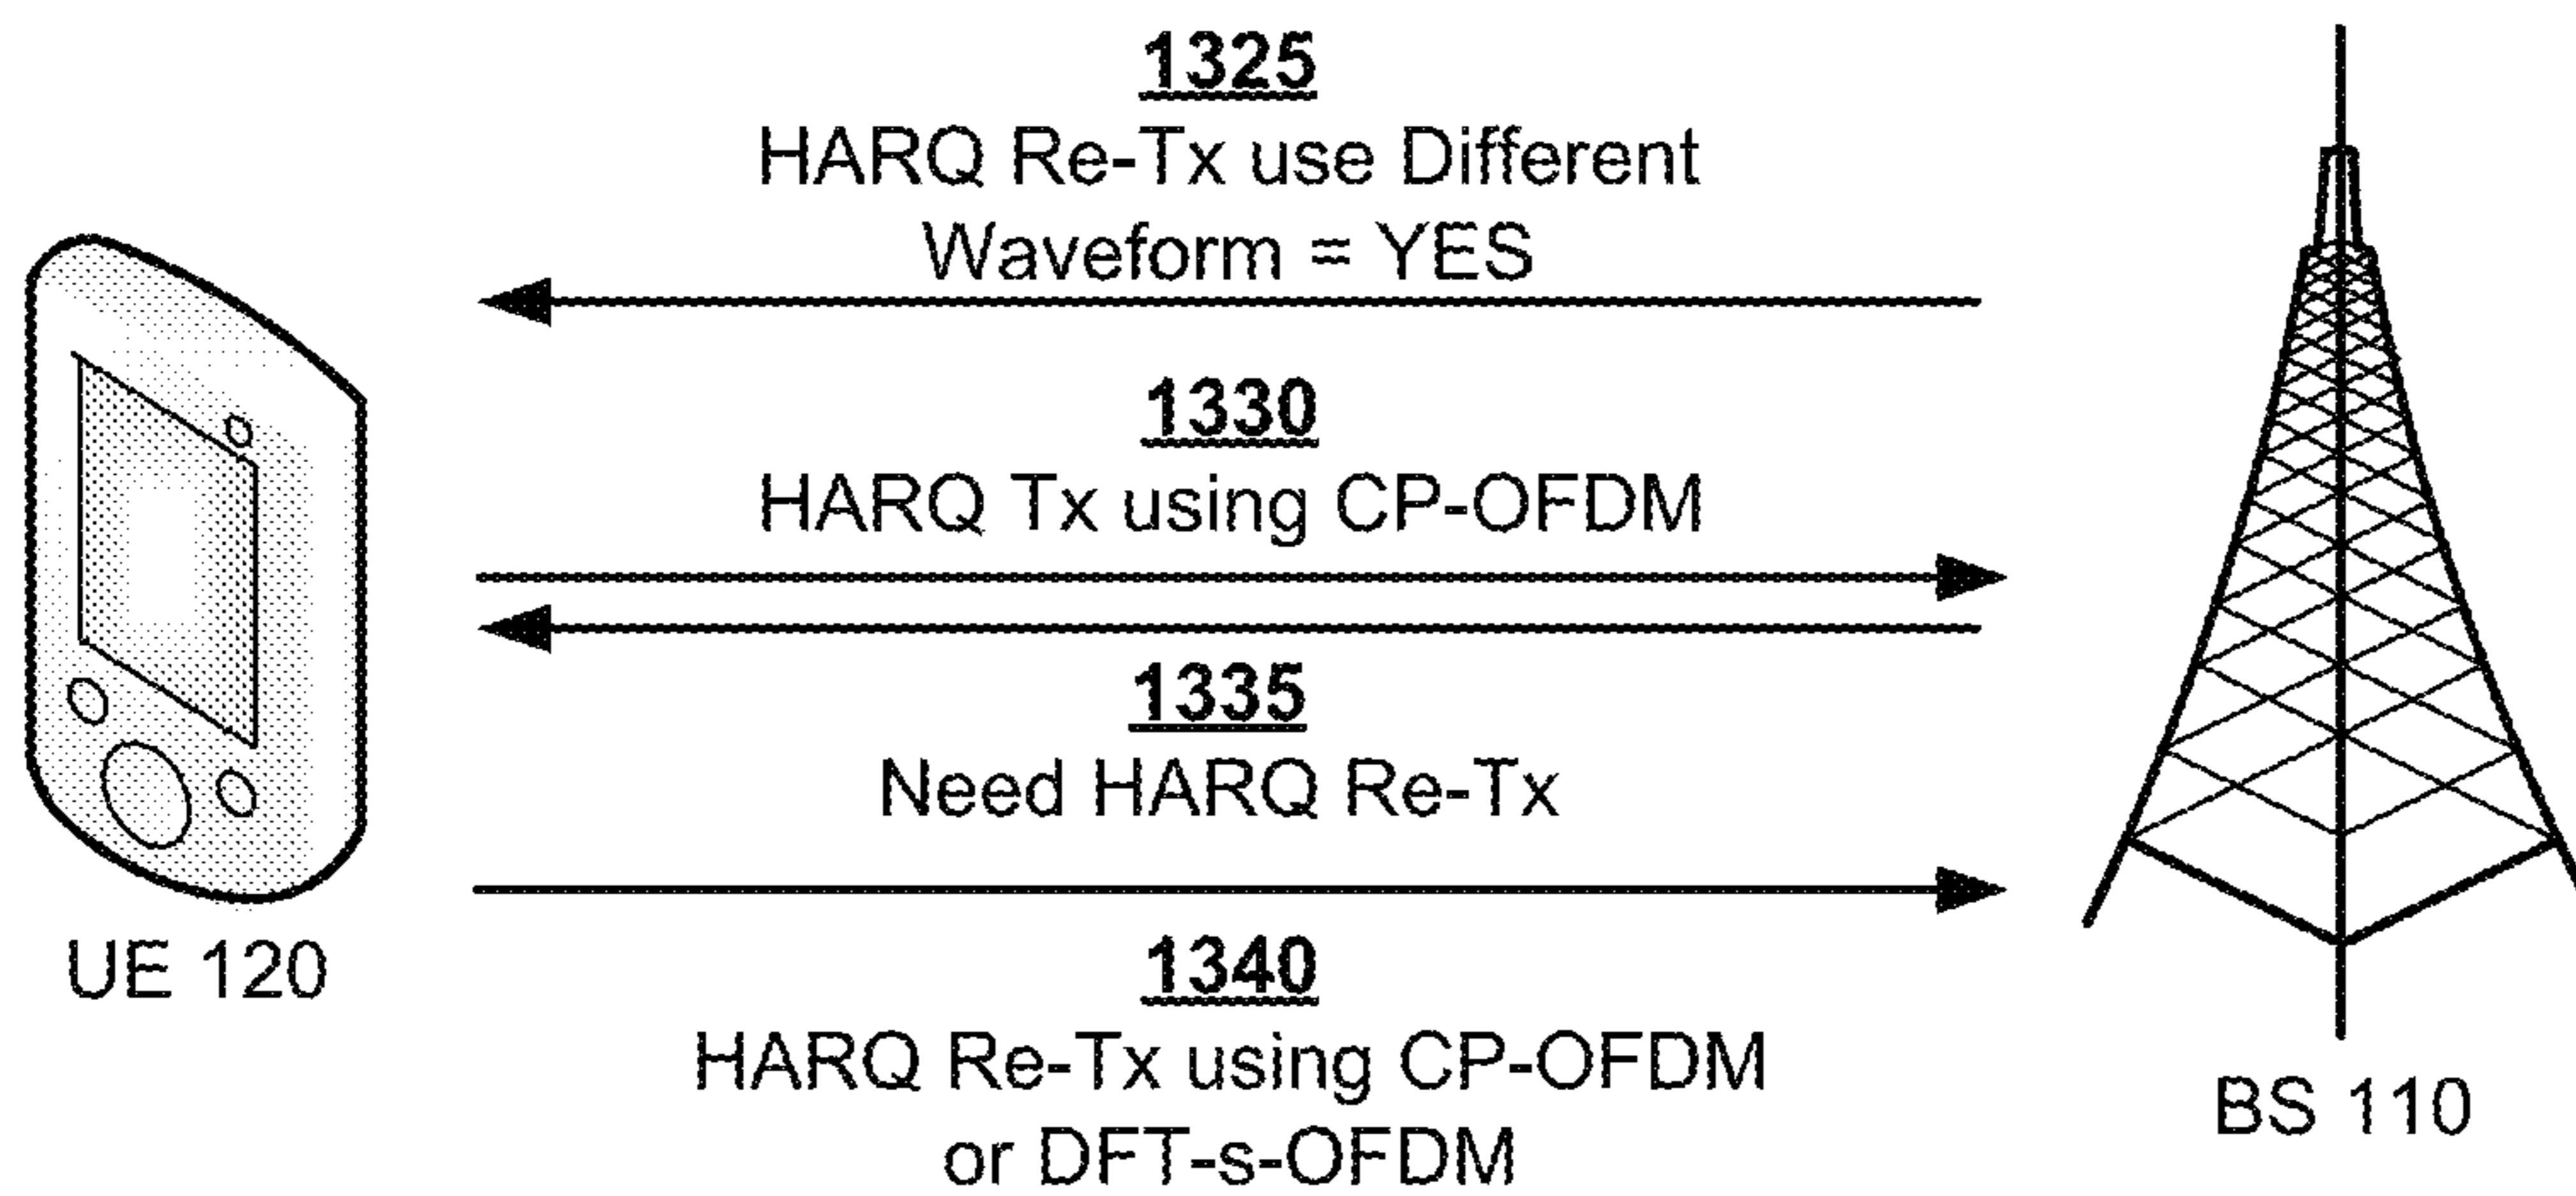 1325
HARQ Re-Tx use Different
Waveform = YES
1330
HARQ Tx using CP-OFDM
1335
Need HARQ Re-Tx
1340
HARQ Re-Tx using CP-OFDM
or DFT-s-OFDM
UE 120
BS 110